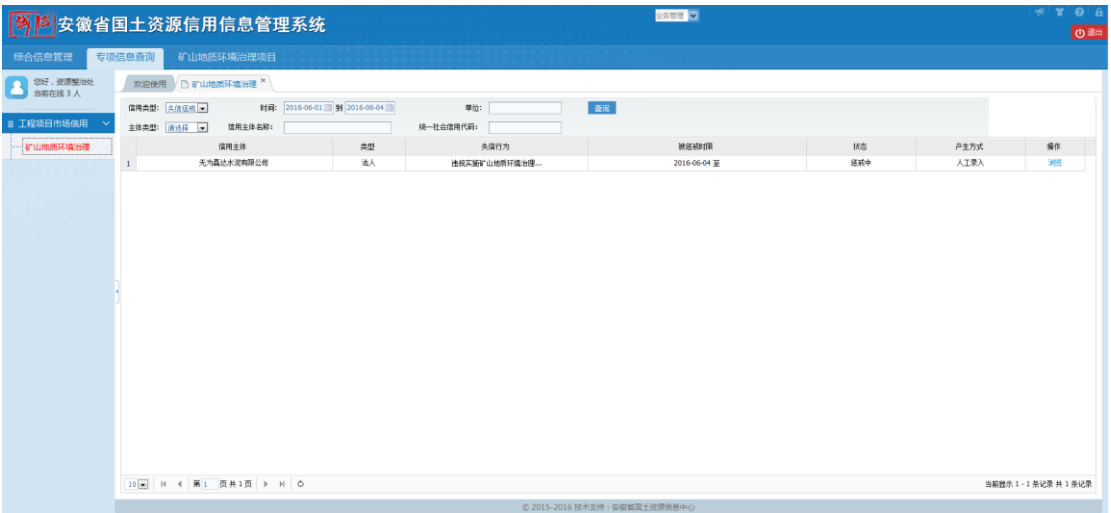 诚信 安徽省国土资源信用信息管理系统
业务管理
退出
综合信息管理 专项信息查询 矿山地质环境治理项目
您好，资源整治处
当前在线 3 人
欢迎使用 矿山地质环境治理 ×
信用类型: 失信惩戒 时间: 2016-06-01 到 2016-06-04 单位: 查询
工程项目市场信用
主体类型: 请选择 信用主体名称: 统一社会信用代码:
矿山地质环境治理
信用主体 类型 失信行为 被惩戒时限 状态 产生方式 操作
1 无为磊达水泥有限公司 法人 违规实施矿山地质环境治理... 2016-06-04 至 惩戒中 人工录入 浏览
10 第 1 页 共 1 页
当前显示 1 - 1 条记录 共 1 条记录
© 2015-2016 技术支持：安徽省国土资源信息中心